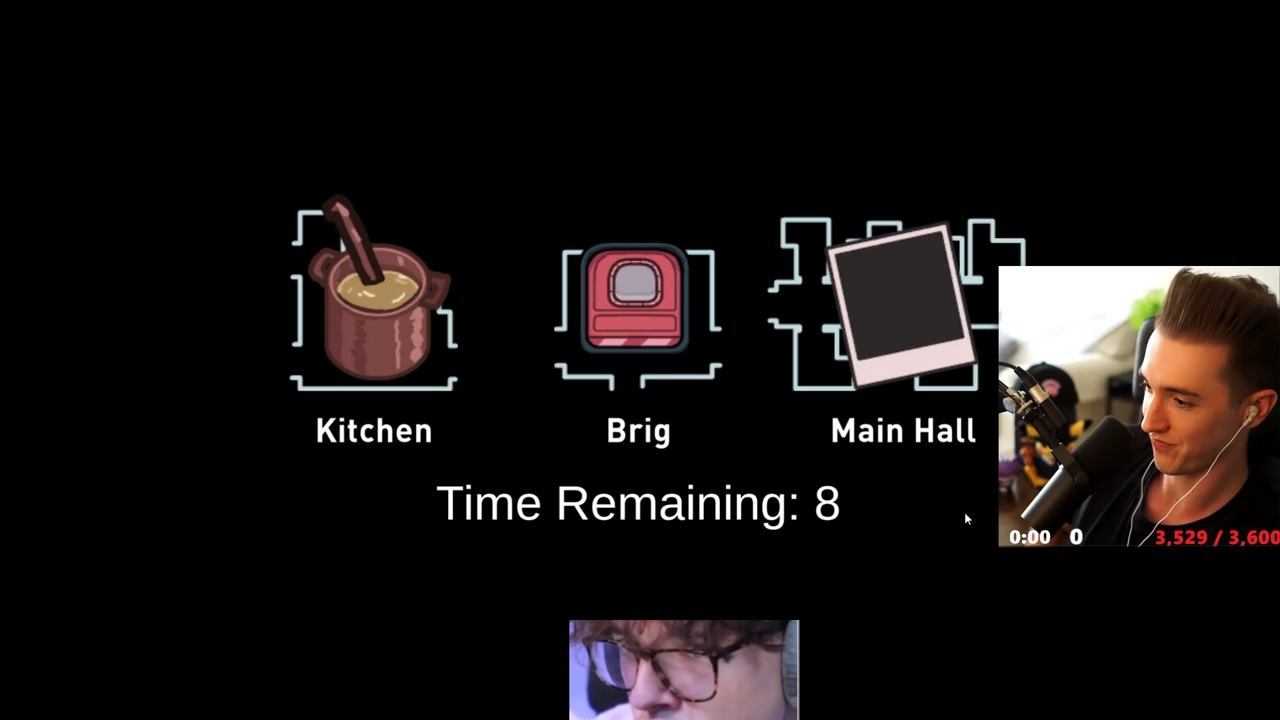 Kitchen
Brig
Main Hall
Time Remaining: 8
0:00
0
3,529 / 3,600